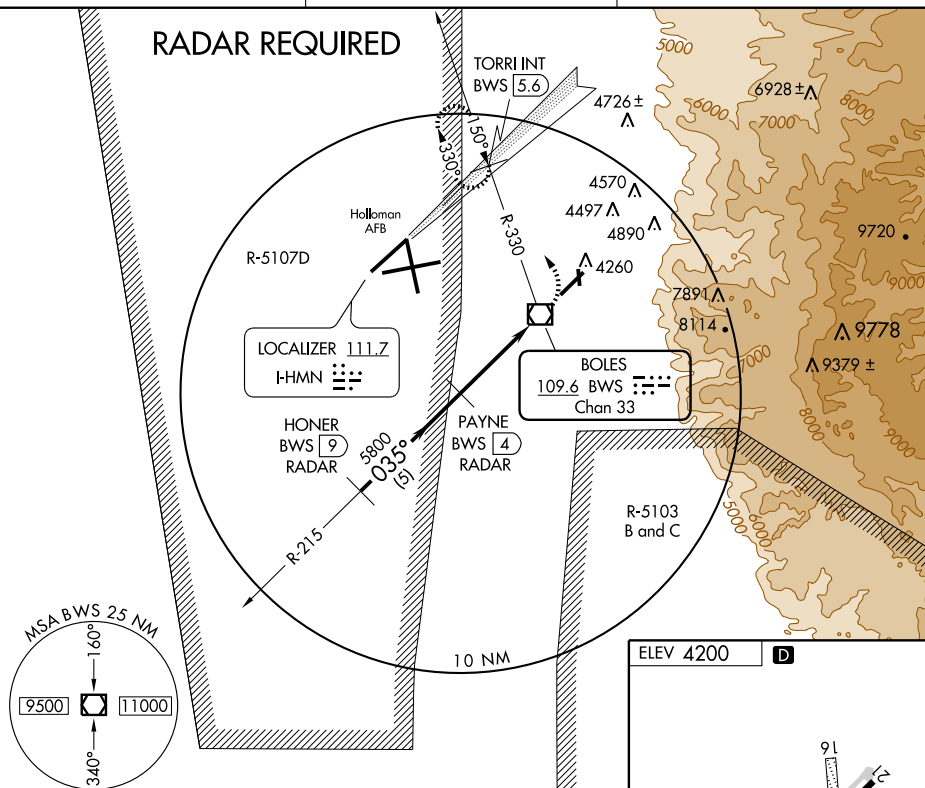 RADAR REQUIRED
TORRI INT
BWS 5.6
5000
4726 ±
6928 ±
6000
7000
8000
150°
330°
4570
4497
4890
Holloman
AFB
R-5107D
R-330
4260
9720
9000
7891
8114
9778
9379 ±
7000
8000
9000
LOCALIZER 111.7
I-HMN
BOLES
109.6 BWS
Chan 33
HONER
BWS 9
RADAR
5800
035°
(5)
PAYNE
BWS 4
RADAR
R-215
R-5103
B and C
5000
6000
10 NM
MSA BWS 25 NM
160°
9500
11000
340°
ELEV 4200
D
16
21